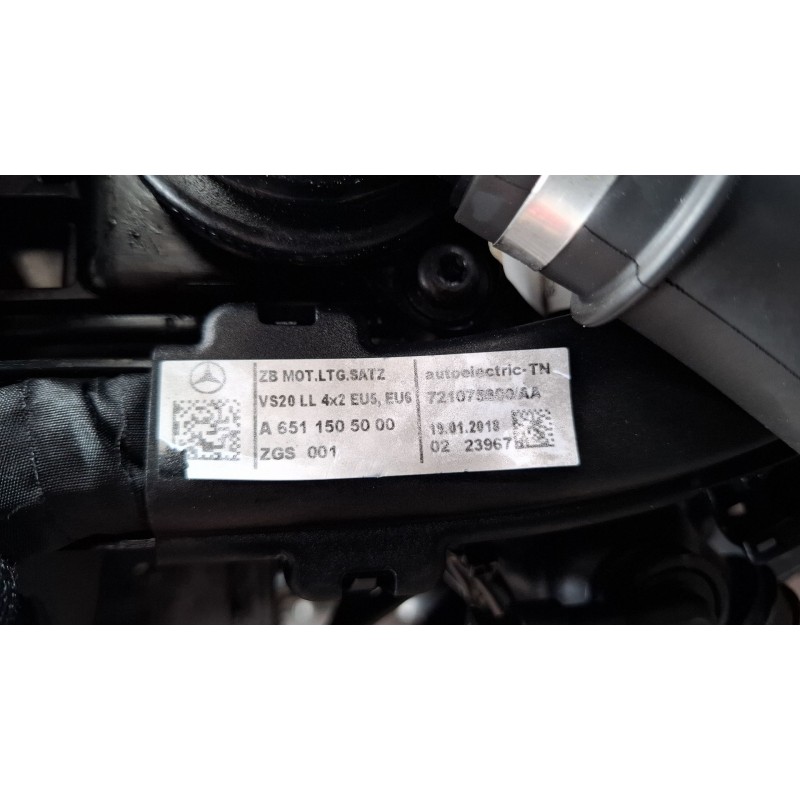 ZB MOT.LTG.SATZ
VS20 LL 4x2 EU5, EU6
A 651 150 50 00
ZGS 001
autoelectric-TN
721075800/AA
19.01.2018
02 23967